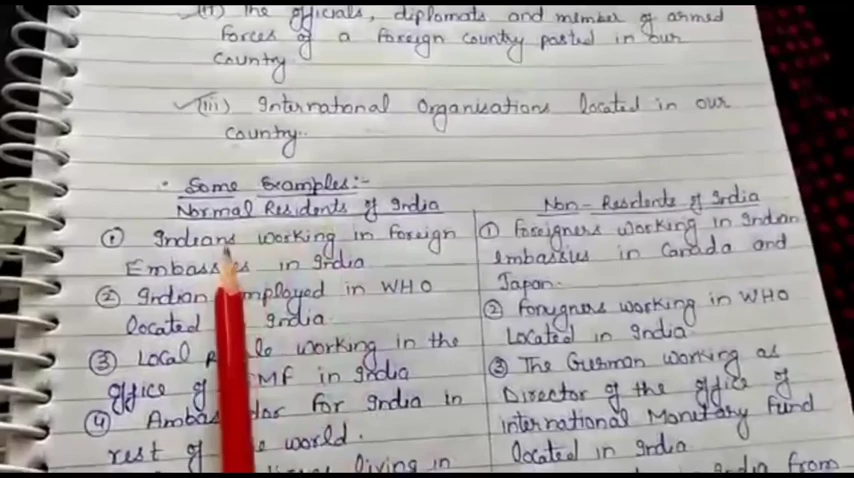 (ii) The officials, diplomats and member of armed
forces of a foreign country posted in our
Country
(iii) International Organisations located in our
Country.
Some Examples:-
Normal Residents of India
① Indians working in foreign
Embassies in India
② Indian employed in WHO
located India.
③ Local working in the
office of MF in India
④ for India in
rest of world.
living in
Non-Residents of India
① Foreigners working in Indian
embassies in Canada and
Japan.
② Foreigners working in WHO
Located in India
③ The German working as
Director of the office of
international Monetary Fund
located in India.
India from